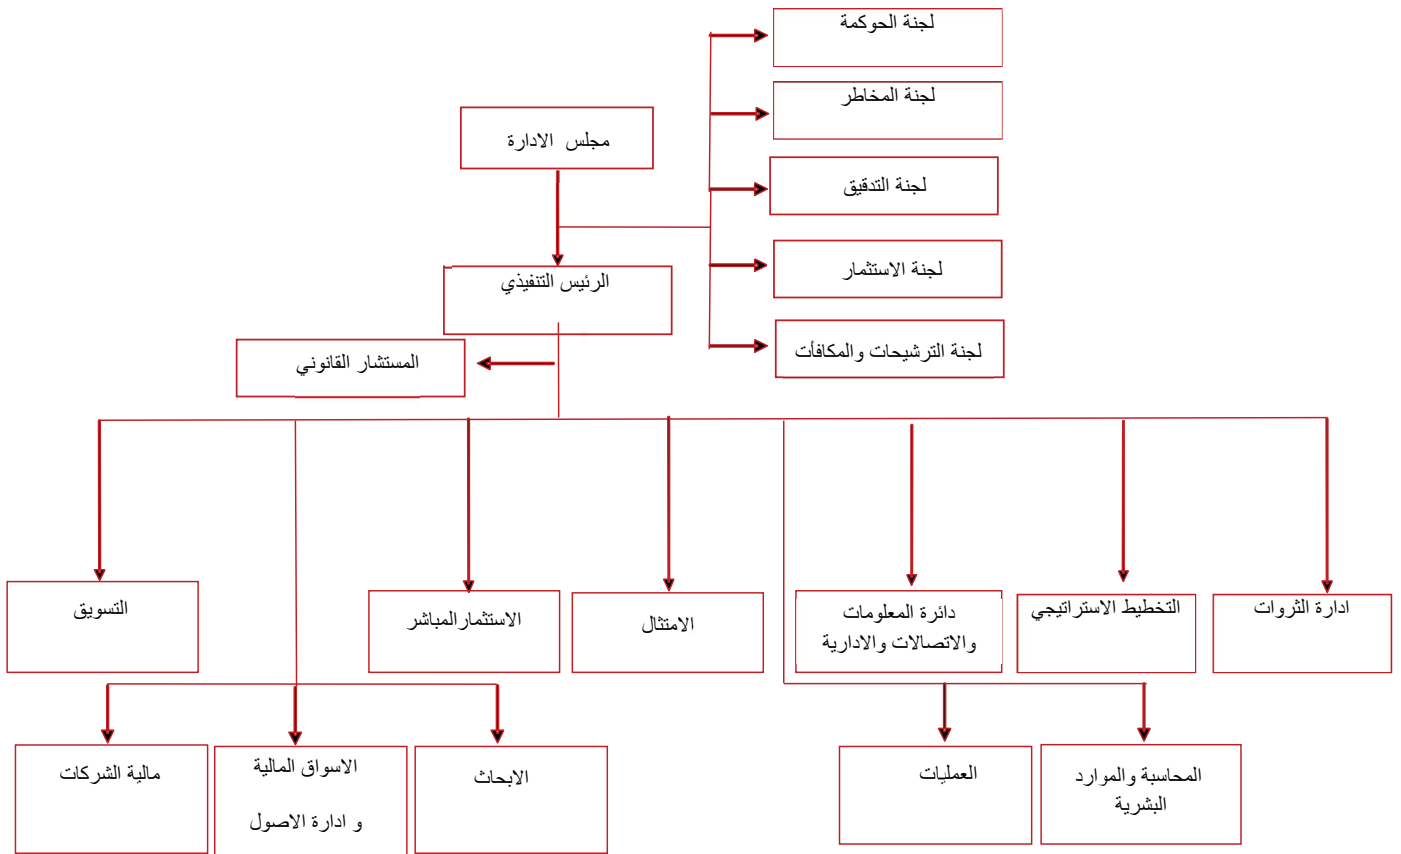 لجنة الحوكمة
لجنة المخاطر
مجلس الادارة
لجنة التدقيق
لجنة الاستثمار
الرئيس التنفيذي
لجنة الترشيحات والمكافأت
المستشار القانوني
ادارة الثروات
التخطيط الاستراتيجي
دائرة المعلومات
والاتصالات والادارية
الامتثال
الاستثمارالمباشر
التسويق
المحاسبة والموارد
البشرية
العمليات
الابحاث
الاسواق المالية
و ادارة الاصول
مالية الشركات